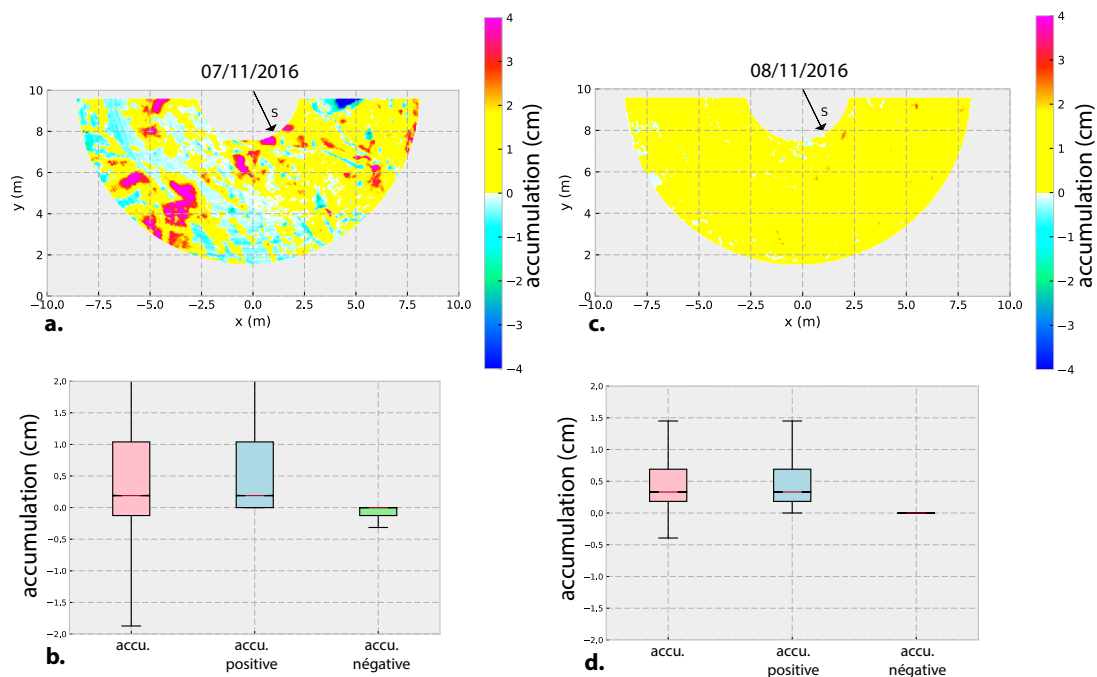 07/11/2016
S
10
8
6
4
2
0
y (m)
−10.0 −7.5 −5.0 −2.5 0.0 2.5 5.0 7.5 10.0
x (m)
a.
4
3
2
1
0
−1
−2
−3
−4
accumulation (cm)
08/11/2016
S
10
8
6
4
2
0
y (m)
−10.0 −7.5 −5.0 −2.5 0.0 2.5 5.0 7.5 10.0
x (m)
c.
4
3
2
1
0
−1
−2
−3
−4
accumulation (cm)
2.0
1.5
1.0
0.5
0.0
−0.5
−1.0
−1.5
−2.0
accumulation (cm)
accu.
accu. positive
accu. négative
b.
2.0
1.5
1.0
0.5
0.0
−0.5
−1.0
−1.5
−2.0
accumulation (cm)
accu.
accu. positive
accu. négative
d.